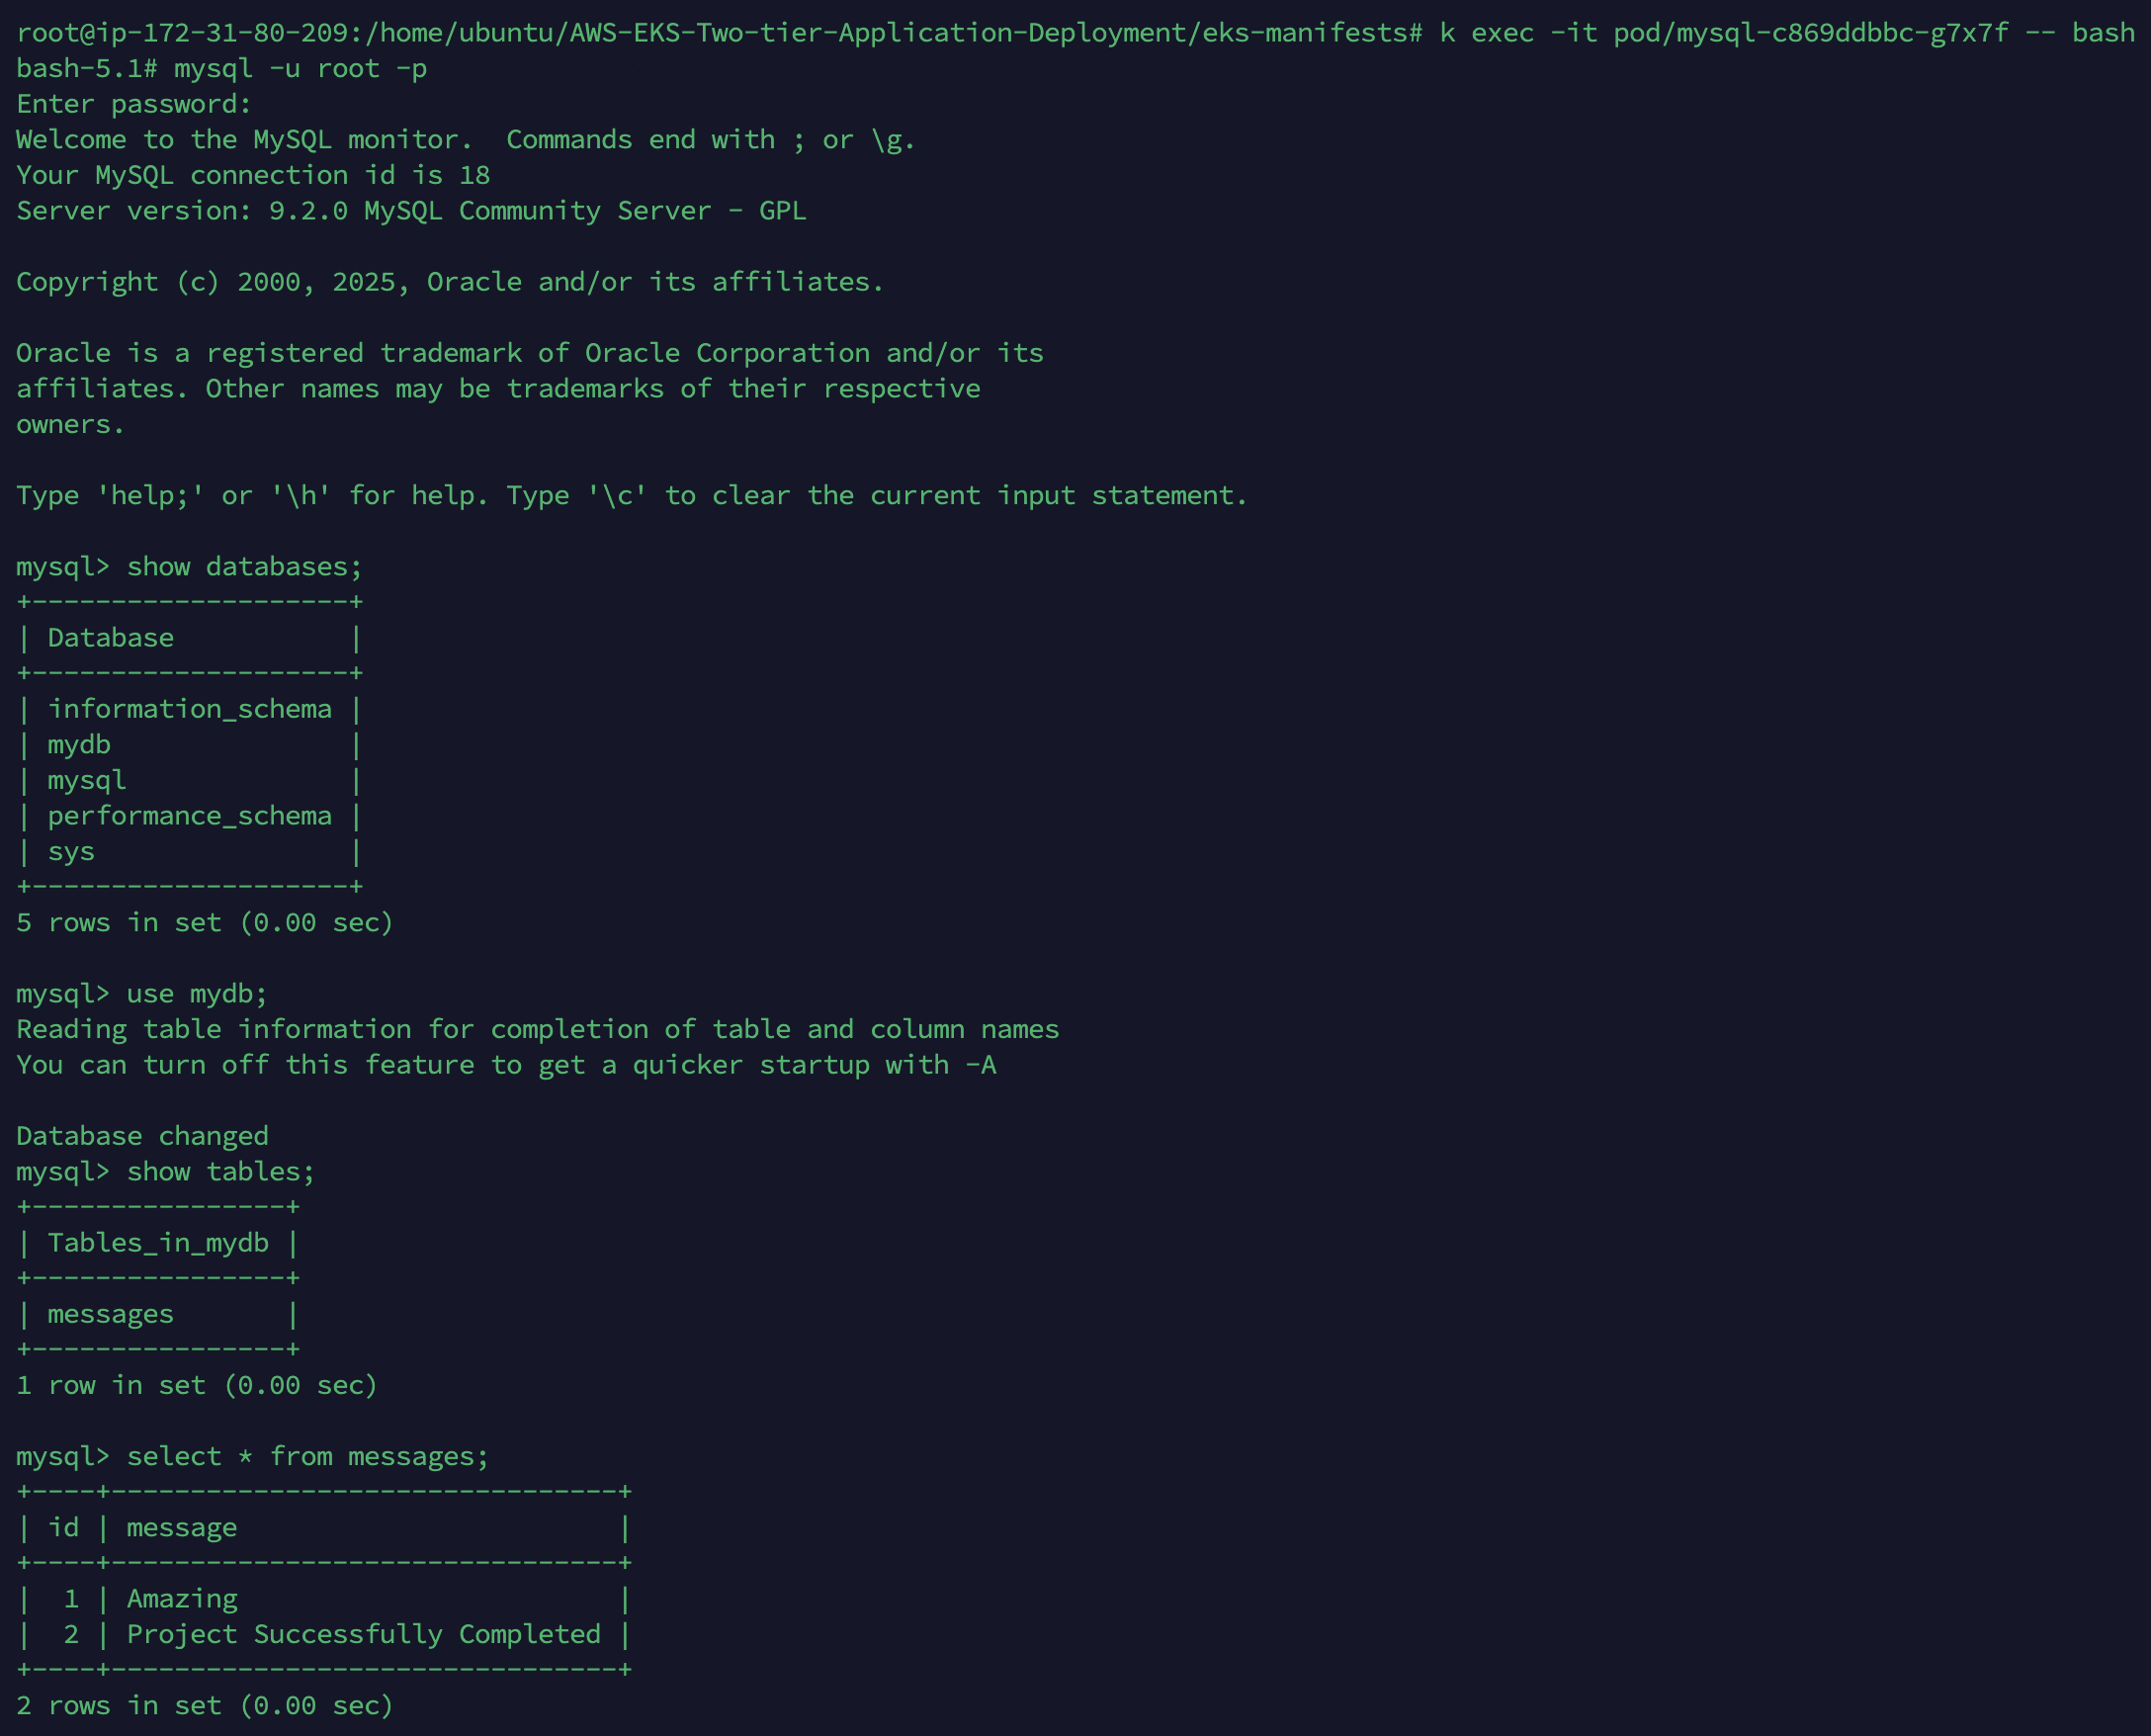 root@ip-172-31-80-209:/home/ubuntu/AWS-EKS-Two-tier-Application-Deployment/eks-manifests# k exec -it pod/mysql-c869ddbbc-g7x7f -- bash
bash-5.1# mysql -u root -p
Enter password:
Welcome to the MySQL monitor.  Commands end with ; or \g.
Your MySQL connection id is 18
Server version: 9.2.0 MySQL Community Server - GPL

Copyright (c) 2000, 2025, Oracle and/or its affiliates.

Oracle is a registered trademark of Oracle Corporation and/or its
affiliates. Other names may be trademarks of their respective
owners.

Type 'help;' or '\h' for help. Type '\c' to clear the current input statement.

mysql> show databases;
+--------------------+
| Database           |
+--------------------+
| information_schema |
| mydb               |
| mysql              |
| performance_schema |
| sys                |
+--------------------+
5 rows in set (0.00 sec)

mysql> use mydb;
Reading table information for completion of table and column names
You can turn off this feature to get a quicker startup with -A

Database changed
mysql> show tables;
+----------------+
| Tables_in_mydb |
+----------------+
| messages       |
+----------------+
1 row in set (0.00 sec)

mysql> select * from messages;
+----+--------------------------------+
| id | message                        |
+----+--------------------------------+
|  1 | Amazing                        |
|  2 | Project Successfully Completed |
+----+--------------------------------+
2 rows in set (0.00 sec)